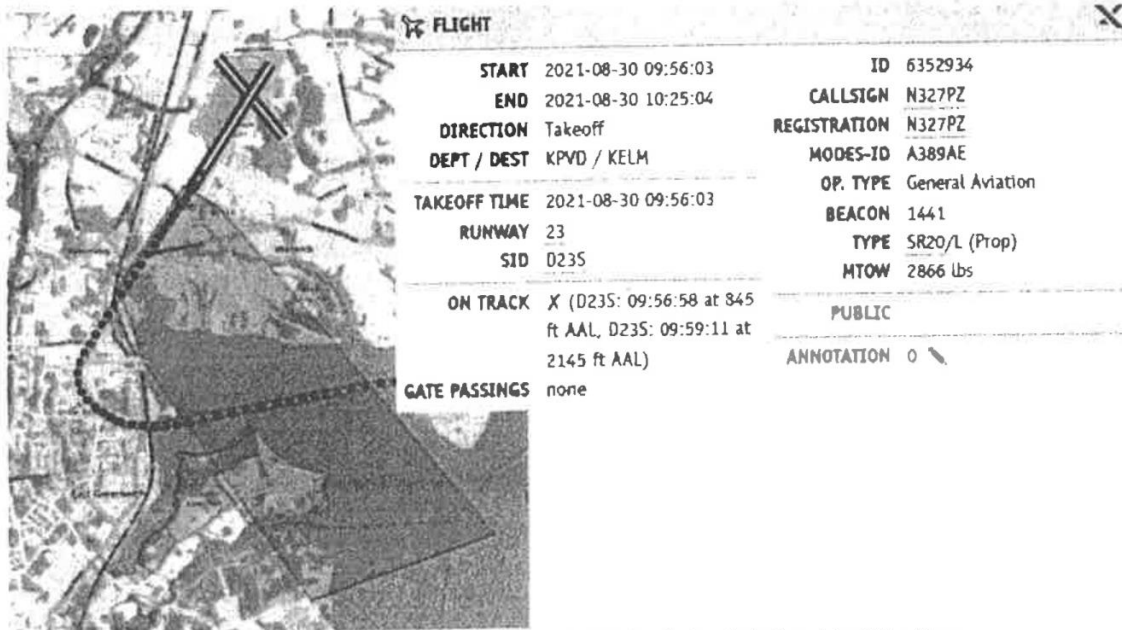 FLIGHT
START 2021-08-30 09:56:03
END 2021-08-30 10:25:04
DIRECTION Takeoff
DEPT / DEST KPVD / KELM
TAKEOFF TIME 2021-08-30 09:56:03
RUNWAY 23
SID D23S
ON TRACK X (D23S: 09:56:58 at 845
ft AAL, D23S: 09:59:11 at
2145 ft AAL)
GATE PASSINGS none
ID 6352934
CALLSIGN N327PZ
REGISTRATION N327PZ
MODES-ID A389AE
OP. TYPE General Aviation
BEACON 1441
TYPE SR20/L (Prop)
MTOW 2866 lbs
PUBLIC
ANNOTATION 0